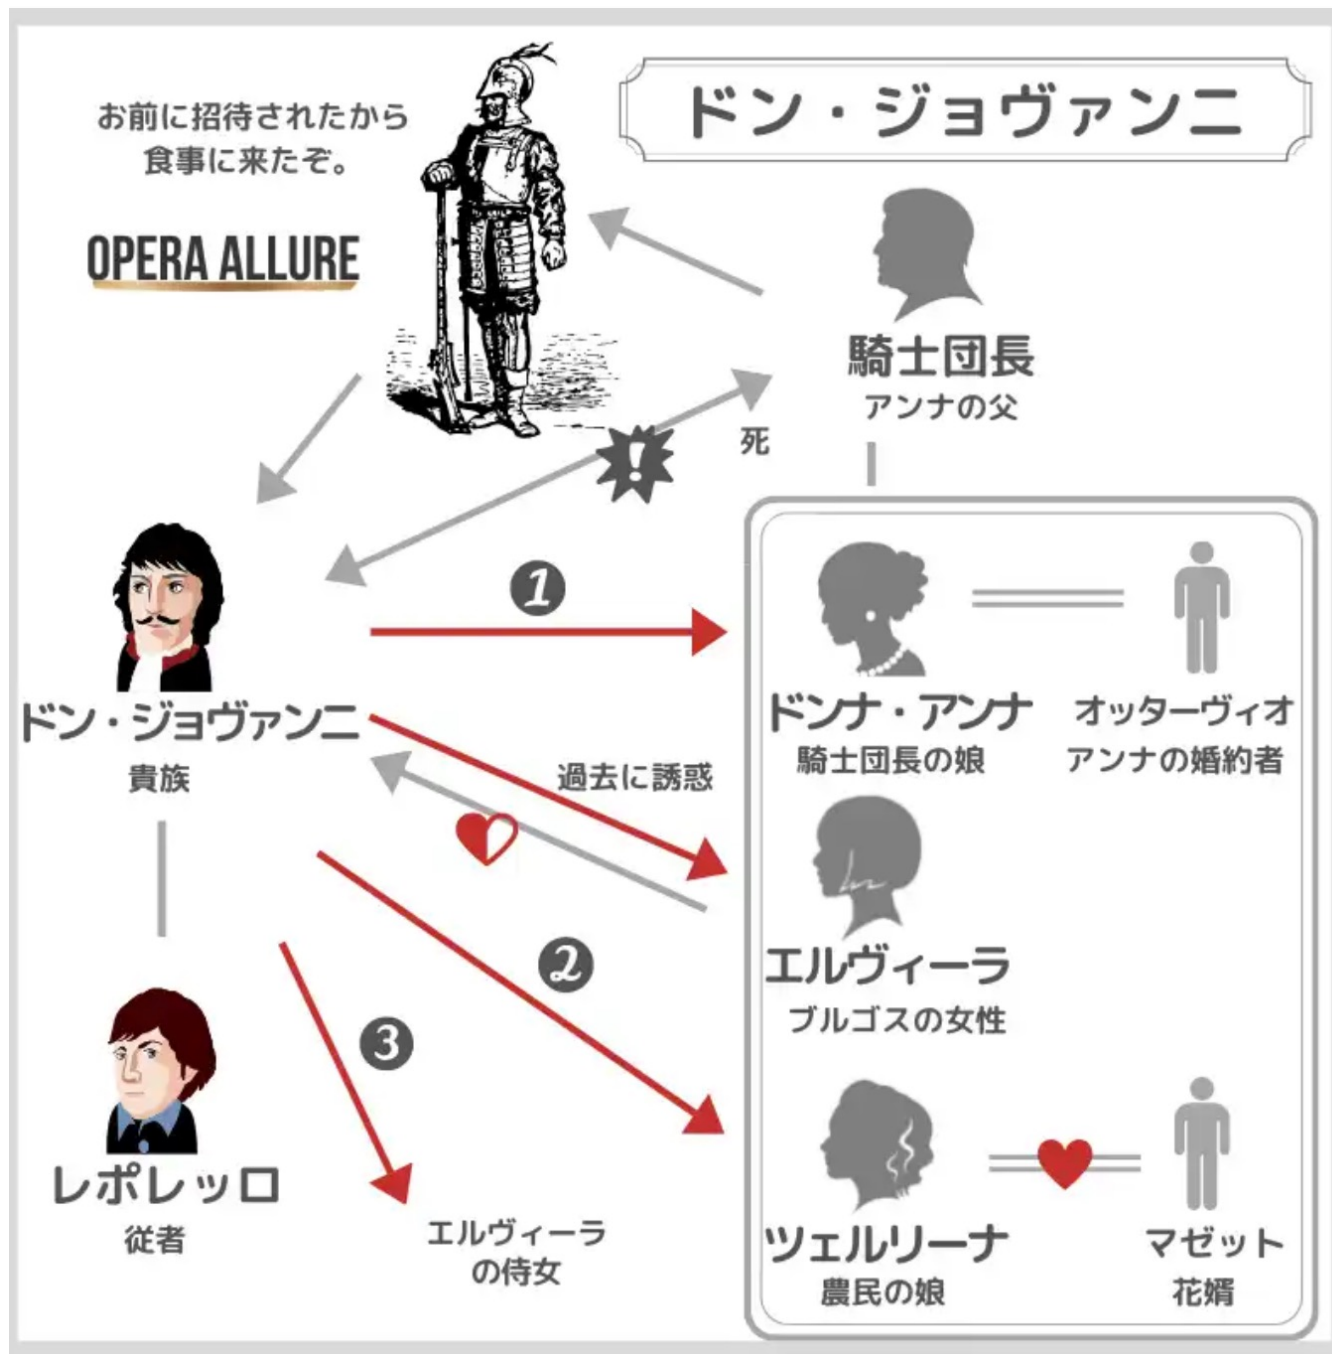 お前に招待されたから
食事に来たぞ。
OPERA ALLURE
ドン・ジョヴァンニ
騎士団長
アンナの父
死
!
1
ドン・ジョヴァンニ
貴族
ドンナ・アンナ
騎士団長の娘
オッターヴィオ
アンナの婚約者
過去に誘惑
エルヴィーラ
ブルゴスの女性
2
3
レポレッロ
従者
エルヴィーラ
の侍女
ツェルリーナ
農民の娘
マゼット
花婿